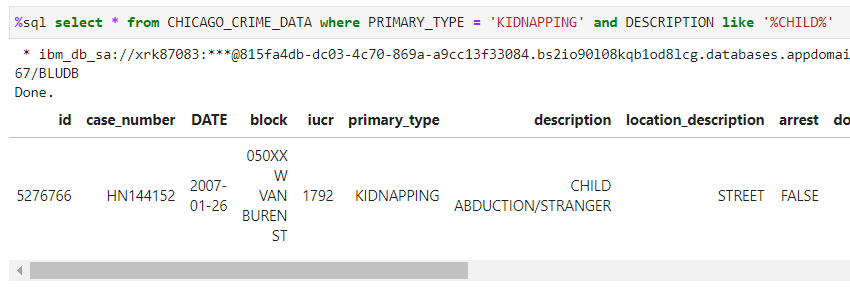 %sql select * from CHICAGO_CRIME_DATA where PRIMARY_TYPE = 'KIDNAPPING' and DESCRIPTION like '%CHILD%'
* ibm_db_sa://xrk87083:***@815fa4db-dc03-4c70-869a-a9cc13f33084.bs2io90l08kqb1od8lcg.databases.appdomai
67/BLUDB
Done.
id case_number DATE block iucr primary_type description location_description arrest do
5276766 HN144152 2007-01-26 050XX W VAN BUREN ST 1792 KIDNAPPING CHILD ABDUCTION/STRANGER STREET FALSE